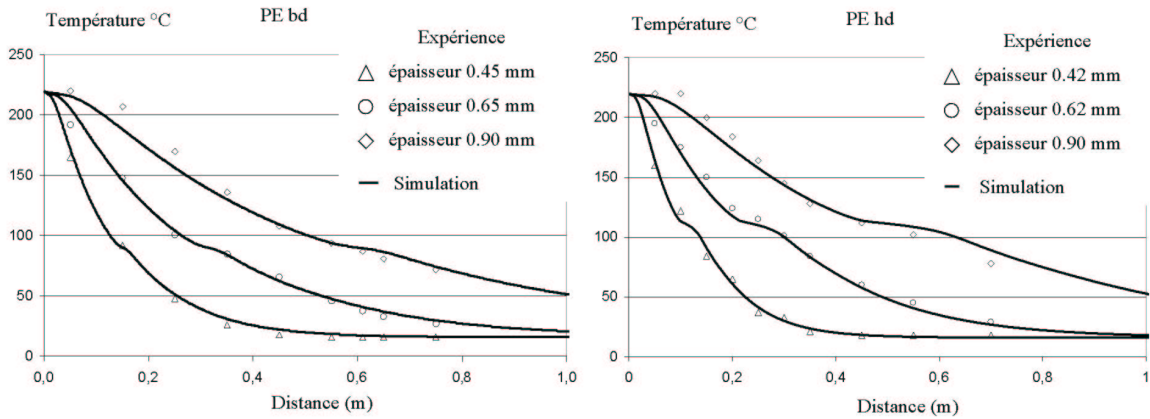 Température °C
PE bd
Expérience
épaisseur 0.45 mm
épaisseur 0.65 mm
épaisseur 0.90 mm
Simulation
250
200
150
100
50
0
0,0
0,2
0,4
0,6
0,8
1,0
Distance (m)
Température °C
PE hd
Expérience
épaisseur 0.42 mm
épaisseur 0.62 mm
épaisseur 0.90 mm
Simulation
250
200
150
100
50
0
0
0,2
0,4
0,6
0,8
1
Distance (m)